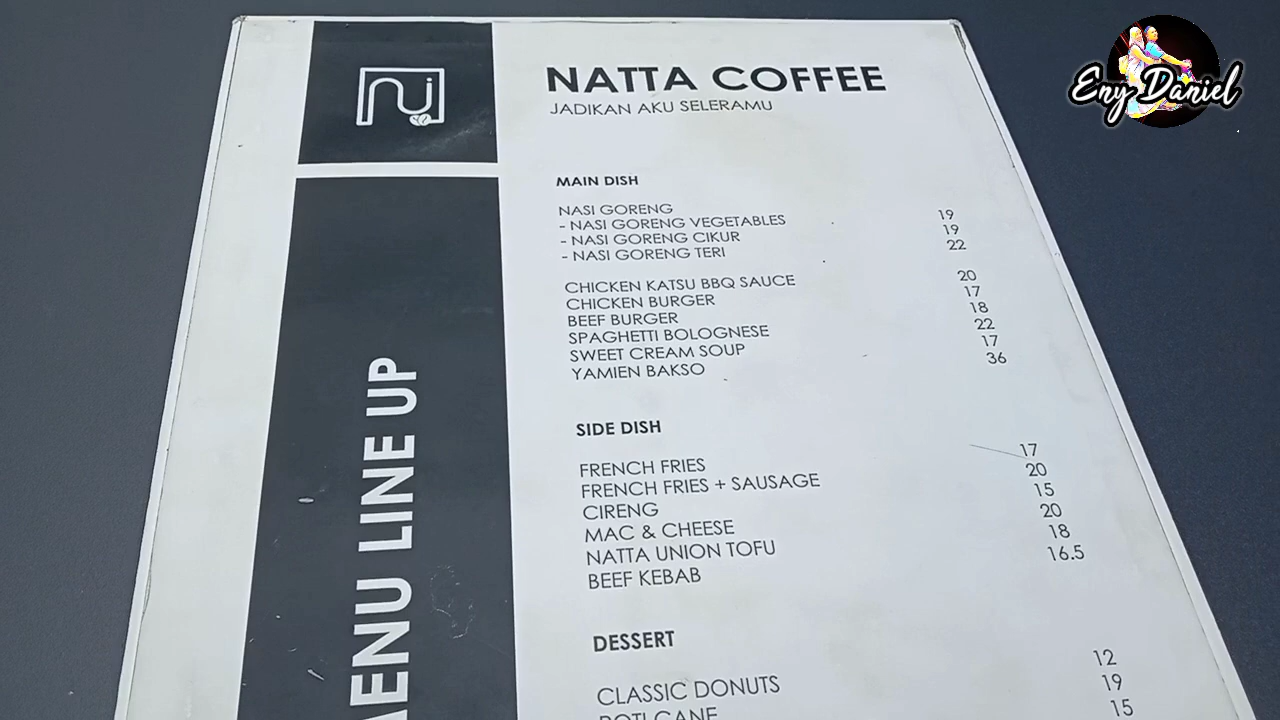 Eny Daniel
NATTA COFFEE
JADIKAN AKU SELERAMU
MENU LINE UP
MAIN DISH
NASI GORENG
- NASI GORENG VEGETABLES 19
- NASI GORENG CIKUR 19
- NASI GORENG TERI 22
CHICKEN KATSU BBQ SAUCE 20
CHICKEN BURGER 17
BEEF BURGER 18
SPAGHETTI BOLOGNESE 22
SWEET CREAM SOUP 17
YAMIEN BAKSO 36
SIDE DISH
FRENCH FRIES 17
FRENCH FRIES + SAUSAGE 20
CIRENG 15
MAC & CHEESE 20
NATTA UNION TOFU 18
BEEF KEBAB 16.5
DESSERT
CLASSIC DONUTS 12
ROTI CANE 19
15